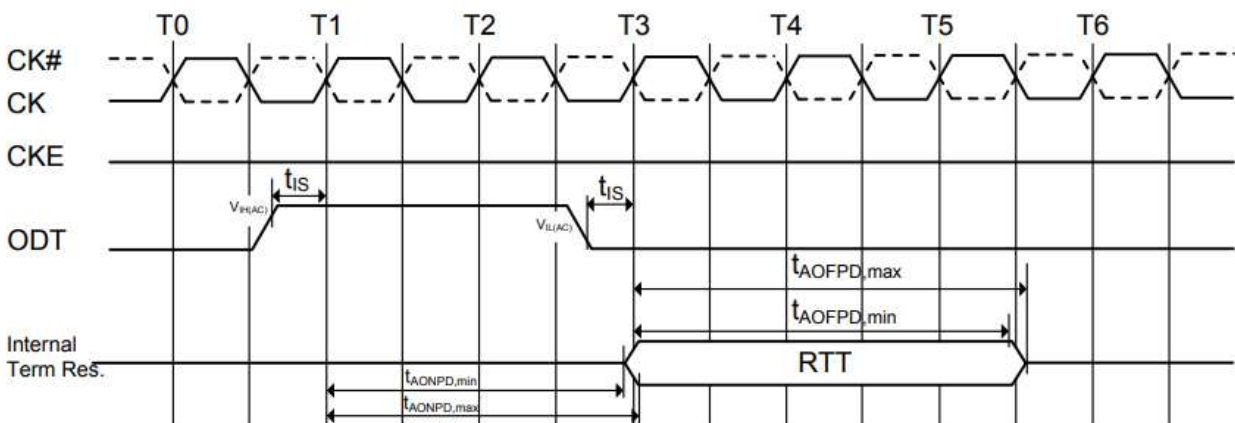 T0 T1 T2 T3 T4 T5 T6
CK#
CK
CKE
tIS tIS
VIH(AC) VIL(AC)
ODT
tAOFPD,max
tAOFPD,min
Internal
Term Res.
RTT
tAONPD,min
tAONPD,max